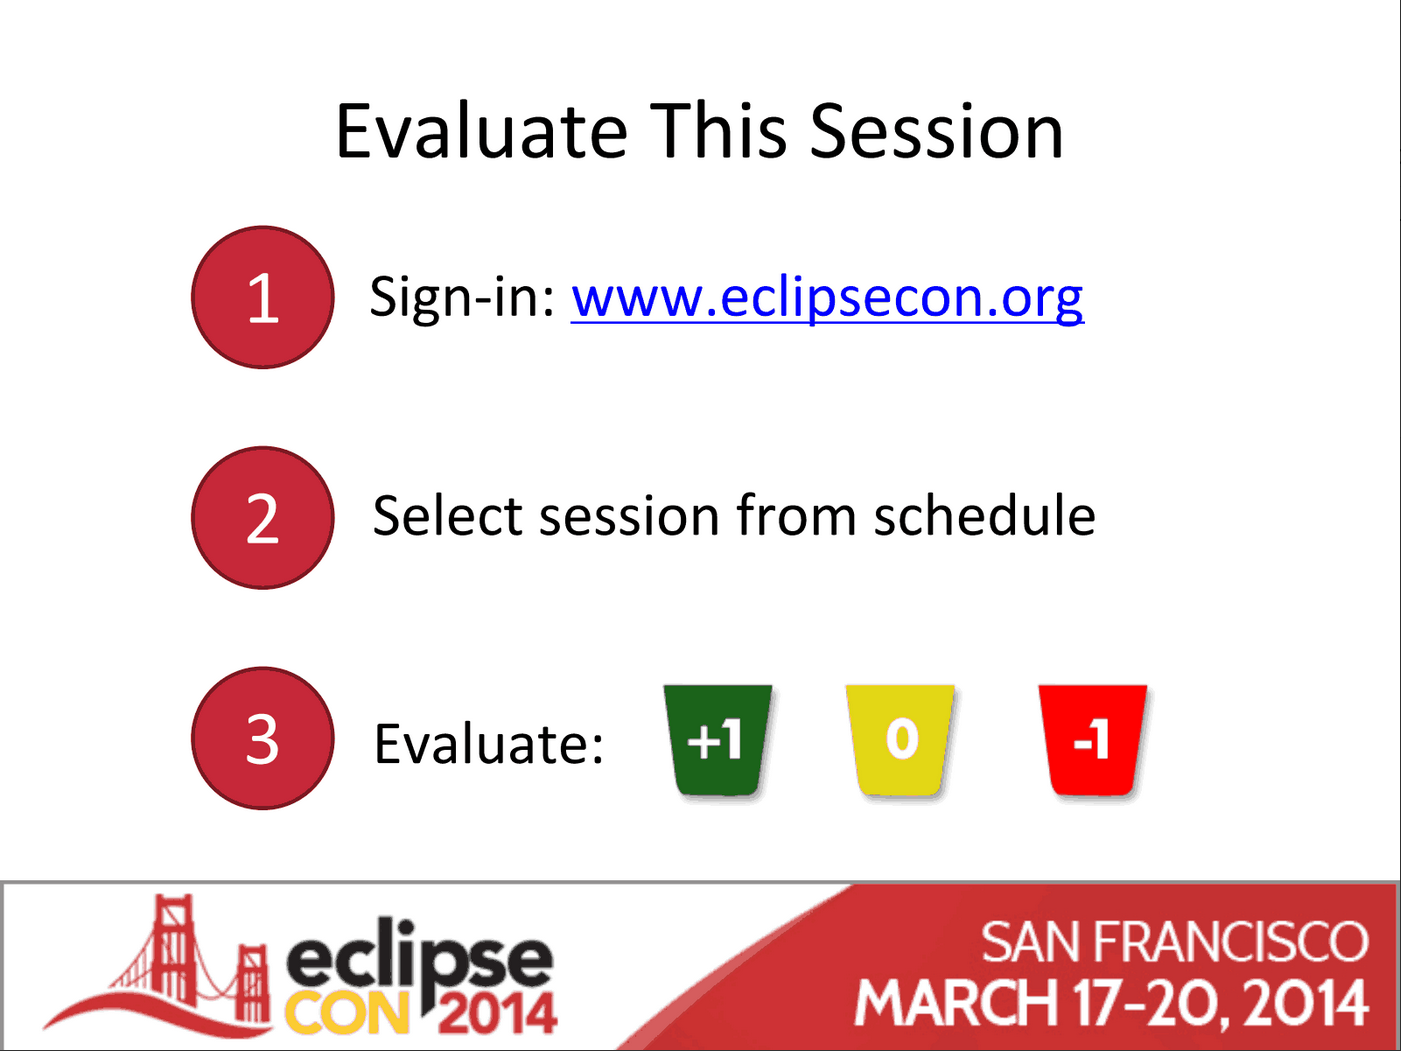 Evaluate This Session
1 Sign-in: www.eclipsecon.org
2 Select session from schedule
3 Evaluate: +1 0 -1
eclipse
CON 2014
SAN FRANCISCO
MARCH 17-20, 2014